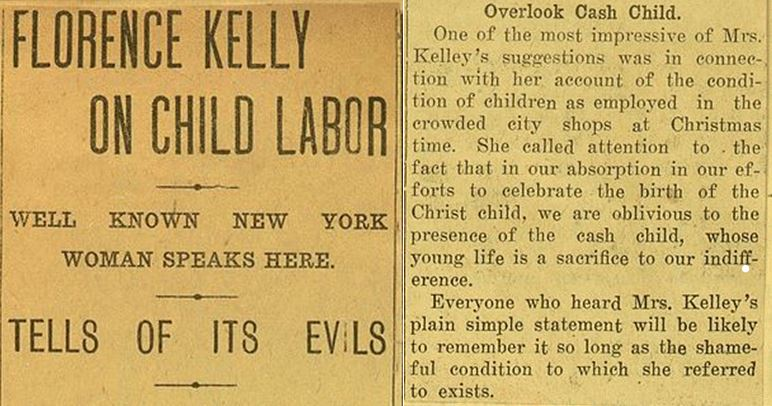 FLORENCE KELLY
ON CHILD LABOR
WELL KNOWN NEW YORK
WOMAN SPEAKS HERE.
TELLS OF ITS EVILS
Overlook Cash Child.
One of the most impressive of Mrs.
Kelley's suggestions was in connec-
tion with her account of the condi-
tion of children as employed in the
crowded city shops at Christmas
time. She called attention to the
fact that in our absorption in our ef-
forts to celebrate the birth of the
Christ child, we are oblivious to the
presence of the cash child, whose
young life is a sacrifice to our indiff-
erence.
Everyone who heard Mrs. Kelley's
plain simple statement will be likely
to remember it so long as the shame-
ful condition to which she referred
to exists.